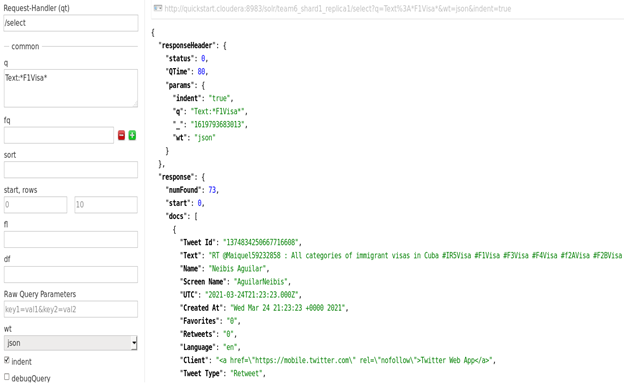 Request-Handler (qt)
/select
common
q
Text:*F1Visa*
fq
sort
start, rows
0
10
fl
df
Raw Query Parameters
key1=val1&key2=val2
wt
json
indent
debugQuery
http://quickstart.cloudera:8983/solr/team6_shard1_replica1/select?q=Text%3A*F1Visa*&wt=json&indent=true
{
"responseHeader": {
"status": 0,
"QTime": 80,
"params": {
"indent": "true",
"q": "Text:*F1Visa*",
"_": "1619793683013",
"wt": "json"
}
},
"response": {
"numFound": 73,
"start": 0,
"docs": [
{
"Tweet Id": "1374834250667716608",
"Text": "RT @Maiquel59232858 : All categories of immigrant visas in Cuba #IR5Visa #F1Visa #F3Visa #F4Visa #f2AVisa #F2BVisa
"Name": "Neibis Aguilar",
"Screen Name": "AguilarNeibis",
"UTC": "2021-03-24T21:23:23.000Z",
"Created At": "Wed Mar 24 21:23:23 +0000 2021",
"Favorites": "0",
"Retweets": "0",
"Language": "en",
"Client": "<a href=\"https://mobile.twitter.com\" rel=\"nofollow\">Twitter Web App</a>",
"Tweet Type": "Retweet",